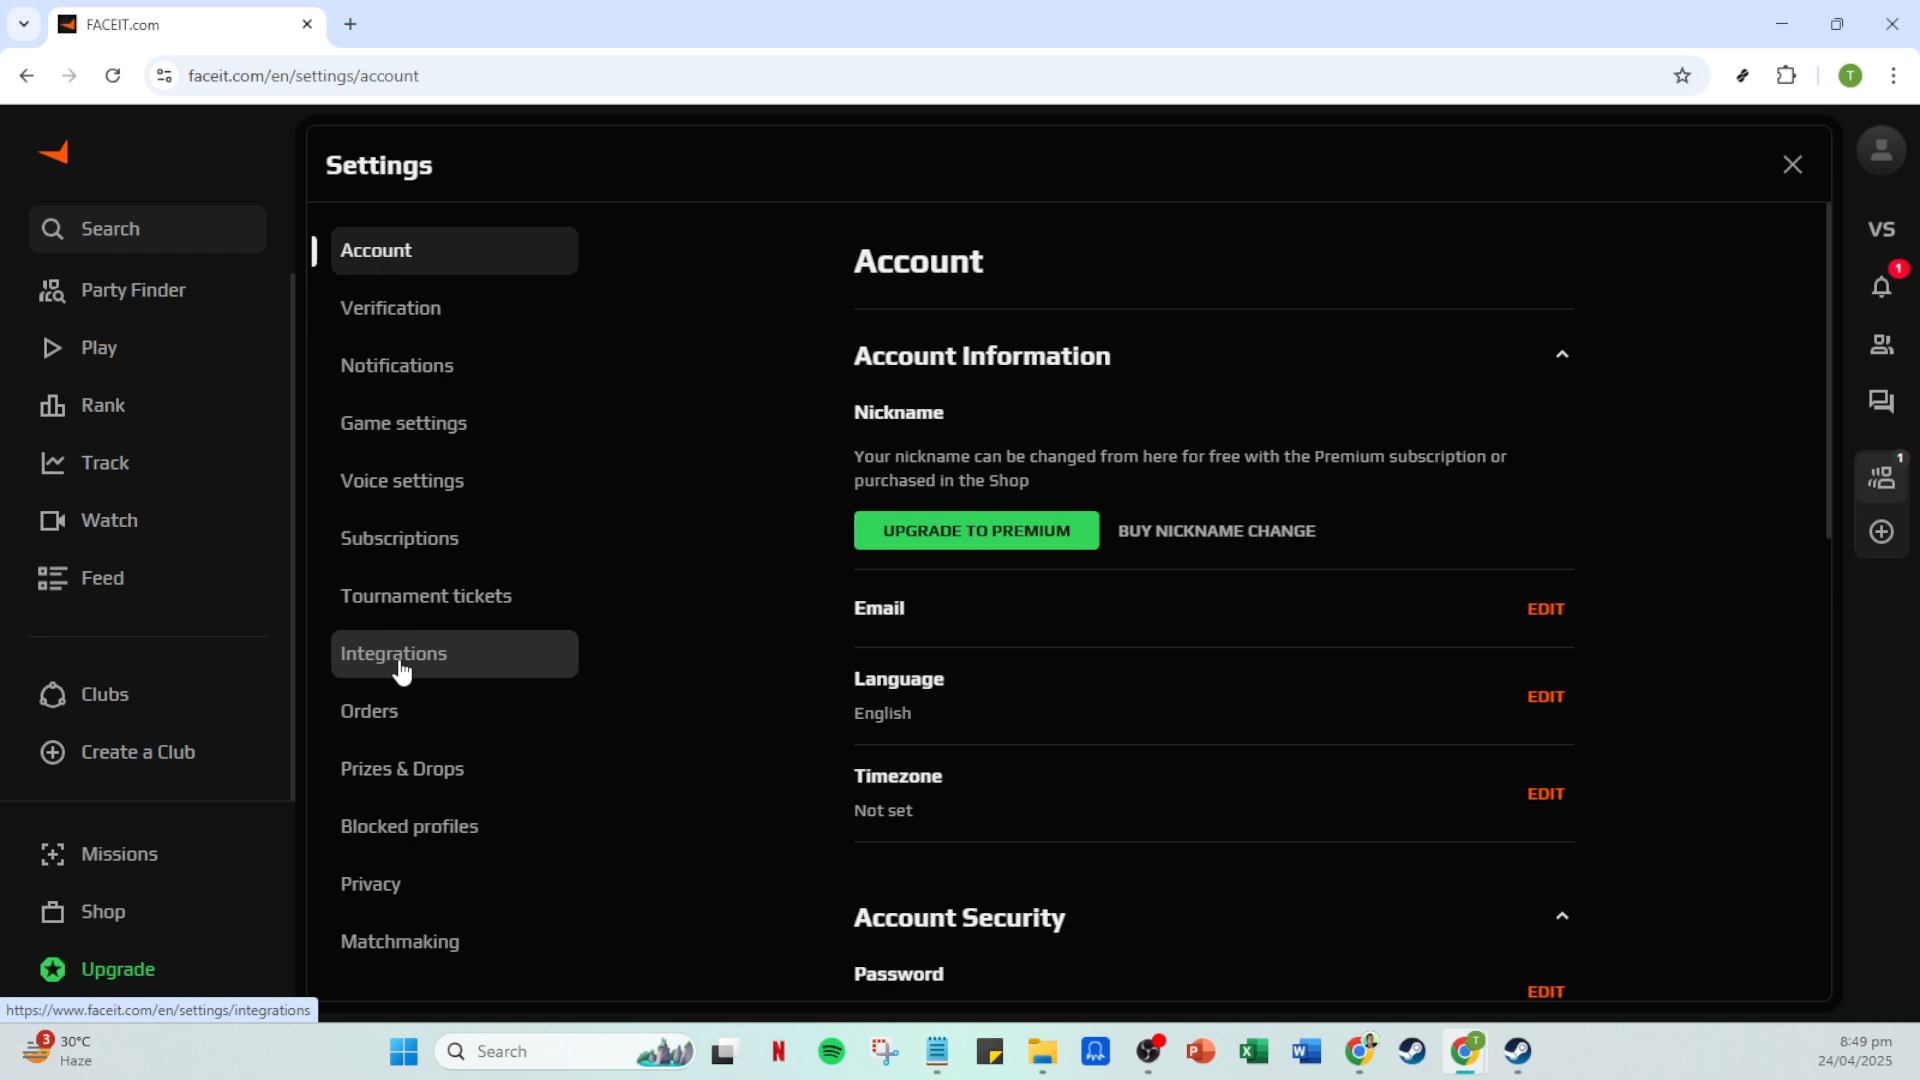 FACEIT.com
faceit.com/en/settings/account
T
Search
Party Finder
Play
Rank
Track
Watch
Feed
Clubs
Create a Club
Missions
Shop
Upgrade
Settings
Account
Verification
Notifications
Game settings
Voice settings
Subscriptions
Tournament tickets
Integrations
Orders
Prizes & Drops
Blocked profiles
Privacy
Matchmaking
Account
Account Information
Nickname
Your nickname can be changed from here for free with the Premium subscription or
purchased in the Shop
UPGRADE TO PREMIUM BUY NICKNAME CHANGE
Email EDIT
Language
English EDIT
Timezone
Not set EDIT
Account Security
Password
EDIT
VS
1
1
https://www.faceit.com/en/settings/integrations
3
30°C
Haze
Search
N
P
X
W
T
8:49 pm
24/04/2025